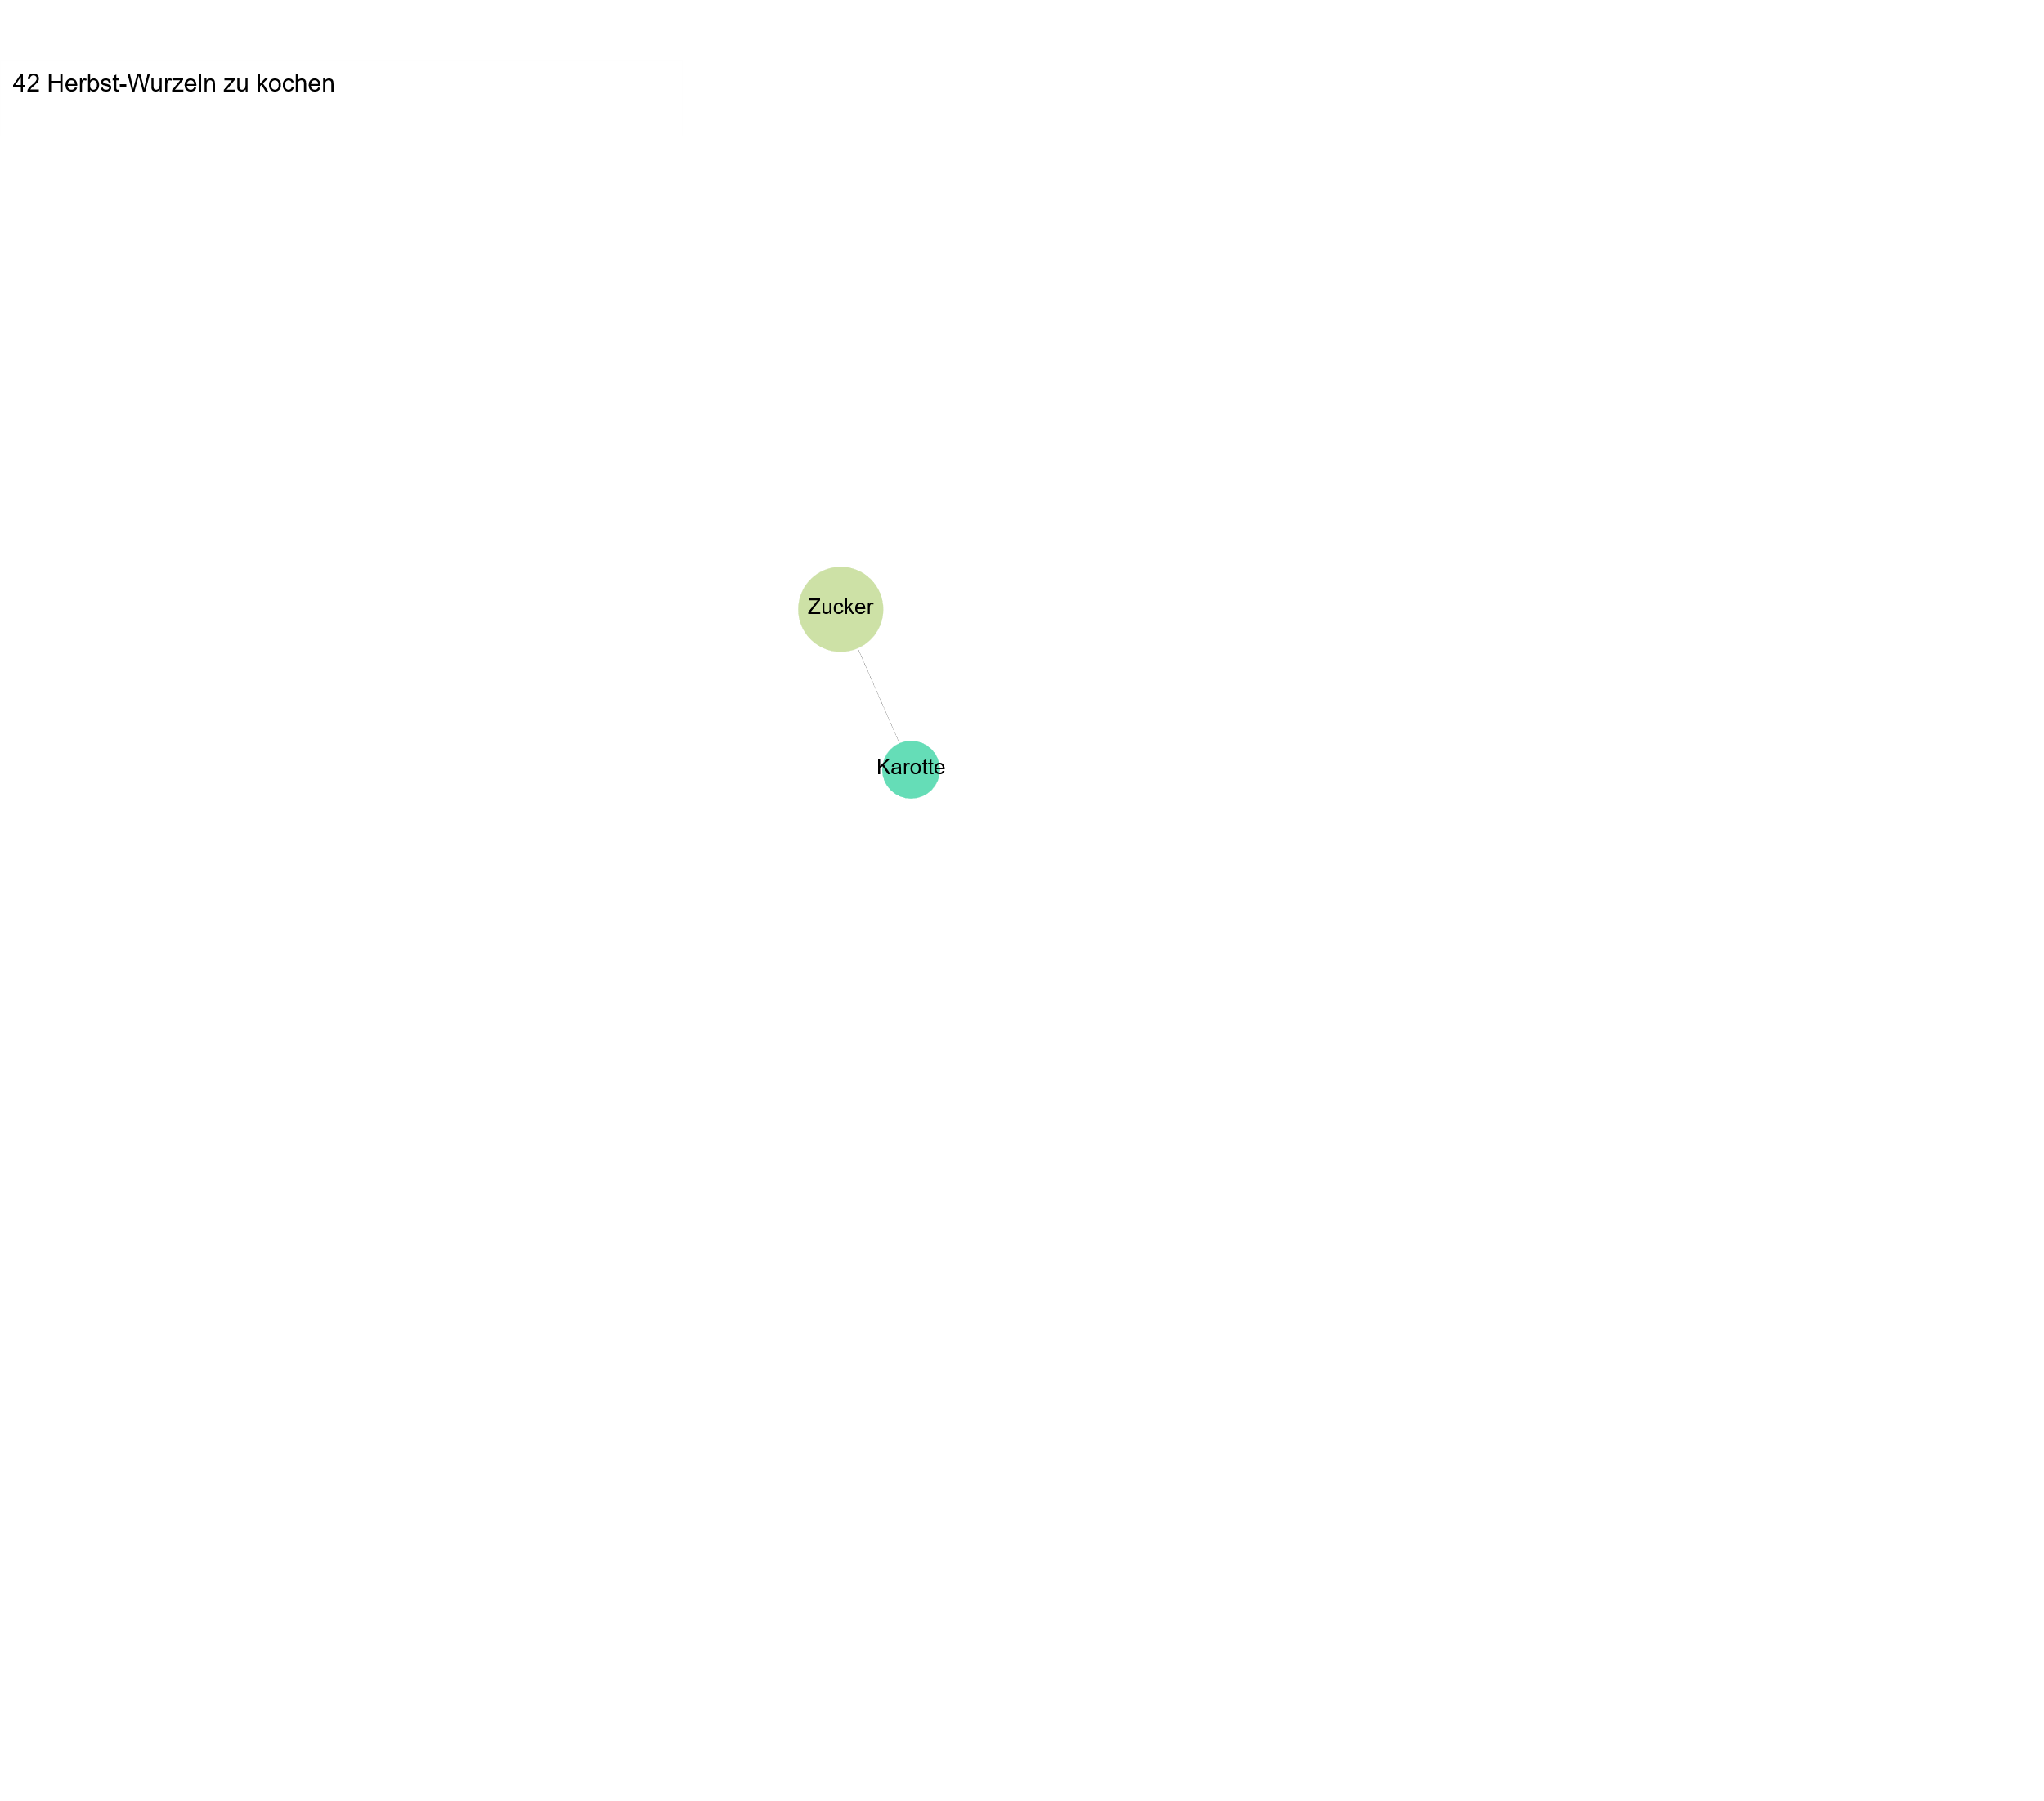 42 Herbst-Wurzeln zu kochen
Zucker
Karotte